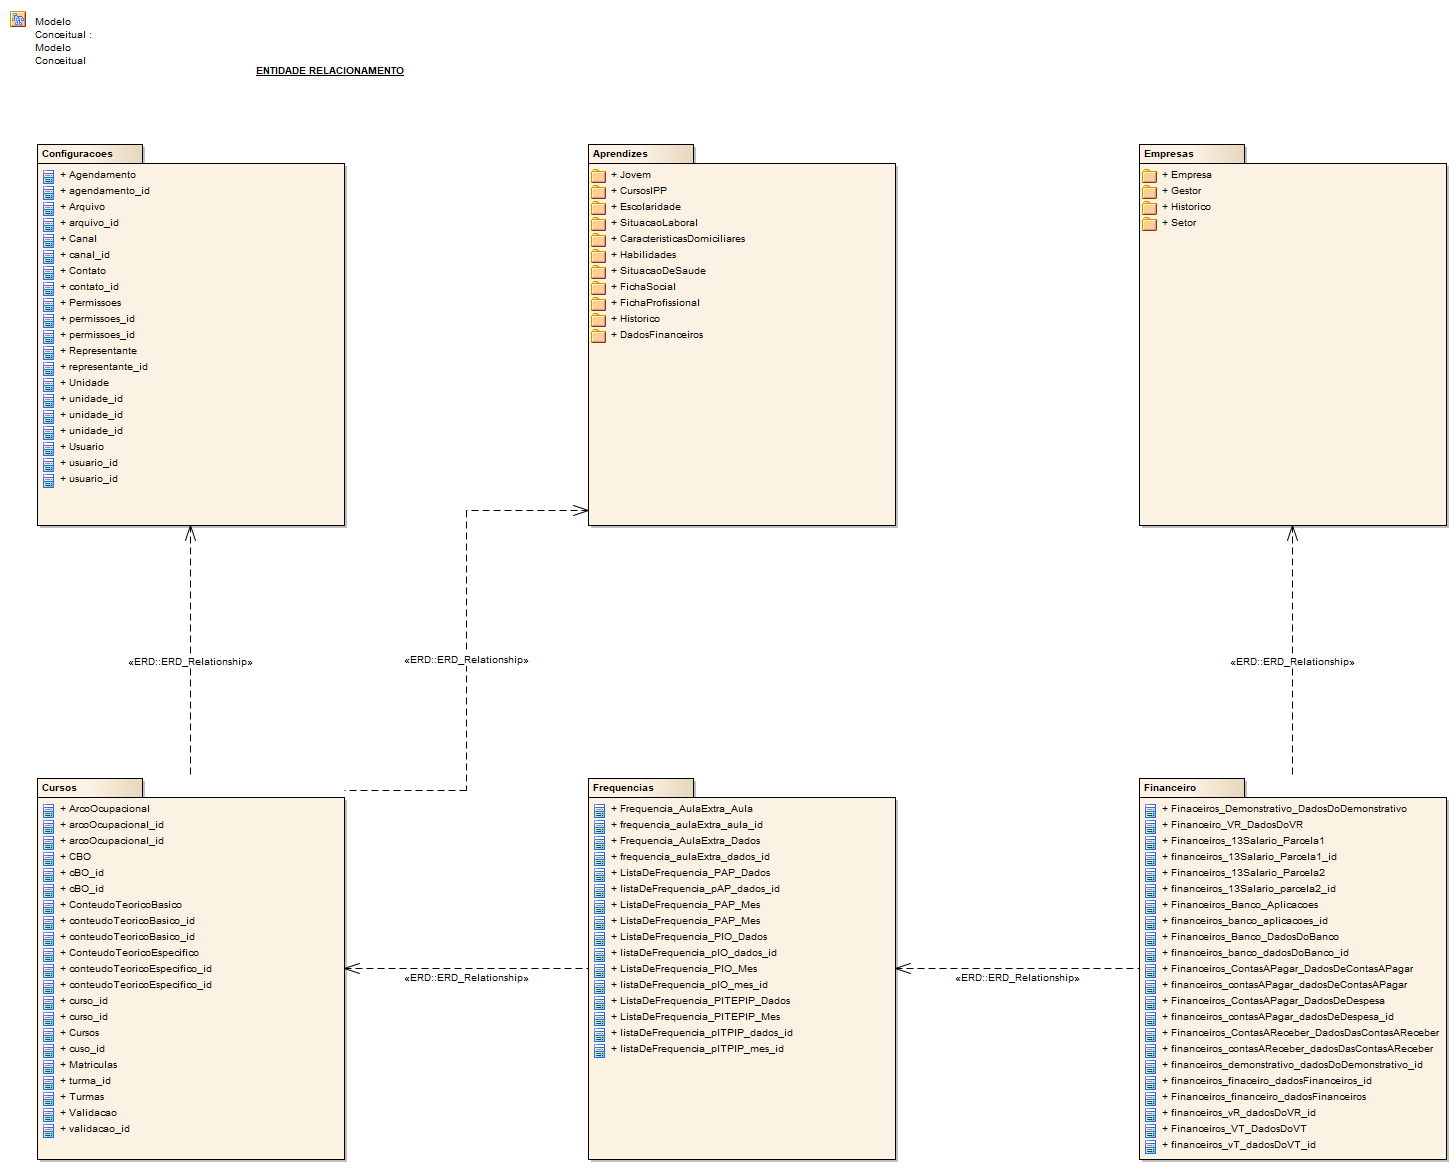 Modelo
Conceitual :
Modelo
Conceitual
ENTIDADE RELACIONAMENTO
Configuracoes
+ Agendamento
+ agendamento_id
+ Arquivo
+ arquivo_id
+ Canal
+ canal_id
+ Contato
+ contato_id
+ Permissoes
+ permissoes_id
+ permissoes_id
+ Representante
+ representante_id
+ Unidade
+ unidade_id
+ unidade_id
+ unidade_id
+ Usuario
+ usuario_id
+ usuario_id
Aprendizes
+ Jovem
+ CursosIPP
+ Escolaridade
+ SituacaoLaboral
+ CaracteristicasDomiciliares
+ Habilidades
+ SituacaoDeSaude
+ FichaSocial
+ FichaProfissional
+ Historico
+ DadosFinanceiros
Empresas
+ Empresa
+ Gestor
+ Historico
+ Setor
«ERD::ERD_Relationship»
«ERD::ERD_Relationship»
«ERD::ERD_Relationship»
Cursos
+ ArcoOcupacional
+ arcoOcupacional_id
+ arcoOcupacional_id
+ CBO
+ cBO_id
+ cBO_id
+ ConteudoTeoricoBasico
+ conteudoTeoricoBasico_id
+ conteudoTeoricoBasico_id
+ ConteudoTeoricoEspecifico
+ conteudoTeoricoEspecifico_id
+ conteudoTeoricoEspecifico_id
+ curso_id
+ curso_id
+ Cursos
+ cuso_id
+ Matriculas
+ turma_id
+ Turmas
+ Validacao
+ validacao_id
«ERD::ERD_Relationship»
Frequencias
+ Frequencia_AulaExtra_Aula
+ frequencia_aulaExtra_aula_id
+ Frequencia_AulaExtra_Dados
+ frequencia_aulaExtra_dados_id
+ ListaDeFrequencia_PAP_Dados
+ listaDeFrequencia_pAP_dados_id
+ ListaDeFrequencia_PAP_Mes
+ ListaDeFrequencia_PAP_Mes
+ ListaDeFrequencia_PIO_Dados
+ listaDeFrequencia_pIO_dados_id
+ ListaDeFrequencia_PIO_Mes
+ listaDeFrequencia_pIO_mes_id
+ ListaDeFrequencia_PITEPIP_Dados
+ ListaDeFrequencia_PITEPIP_Mes
+ listaDeFrequencia_pITPIP_dados_id
+ listaDeFrequencia_pITPIP_mes_id
«ERD::ERD_Relationship»
Financeiro
+ Finaceiros_Demonstrativo_DadosDoDemonstrativo
+ Financeiro_VR_DadosDoVR
+ Financeiros_13Salario_Parcela1
+ financeiros_13Salario_Parcela1_id
+ Financeiros_13Salario_Parcela2
+ financeiros_13Salario_parcela2_id
+ Financeiros_Banco_Aplicacoes
+ financeiros_banco_aplicacoes_id
+ Financeiros_Banco_DadosDoBanco
+ financeiros_banco_dadosDoBanco_id
+ Financeiros_ContasAPagar_DadosDeContasAPagar
+ financeiros_contasAPagar_dadosDeContasAPagar
+ Financeiros_ContasAPagar_DadosDeDespesa
+ financeiros_contasAPagar_dadosDeDespesa_id
+ Financeiros_ContasAReceber_DadosDasContasAReceber
+ financeiros_contasAReceber_dadosDasContasAReceber
+ financeiros_demonstrativo_dadosDoDemonstrativo_id
+ financeiros_finaceiro_dadosFinanceiros_id
+ Financeiros_financeiro_dadosFinanceiros
+ financeiros_vR_dadosDoVR_id
+ Financeiros_VT_DadosDoVT
+ financeiros_vT_dadosDoVT_id